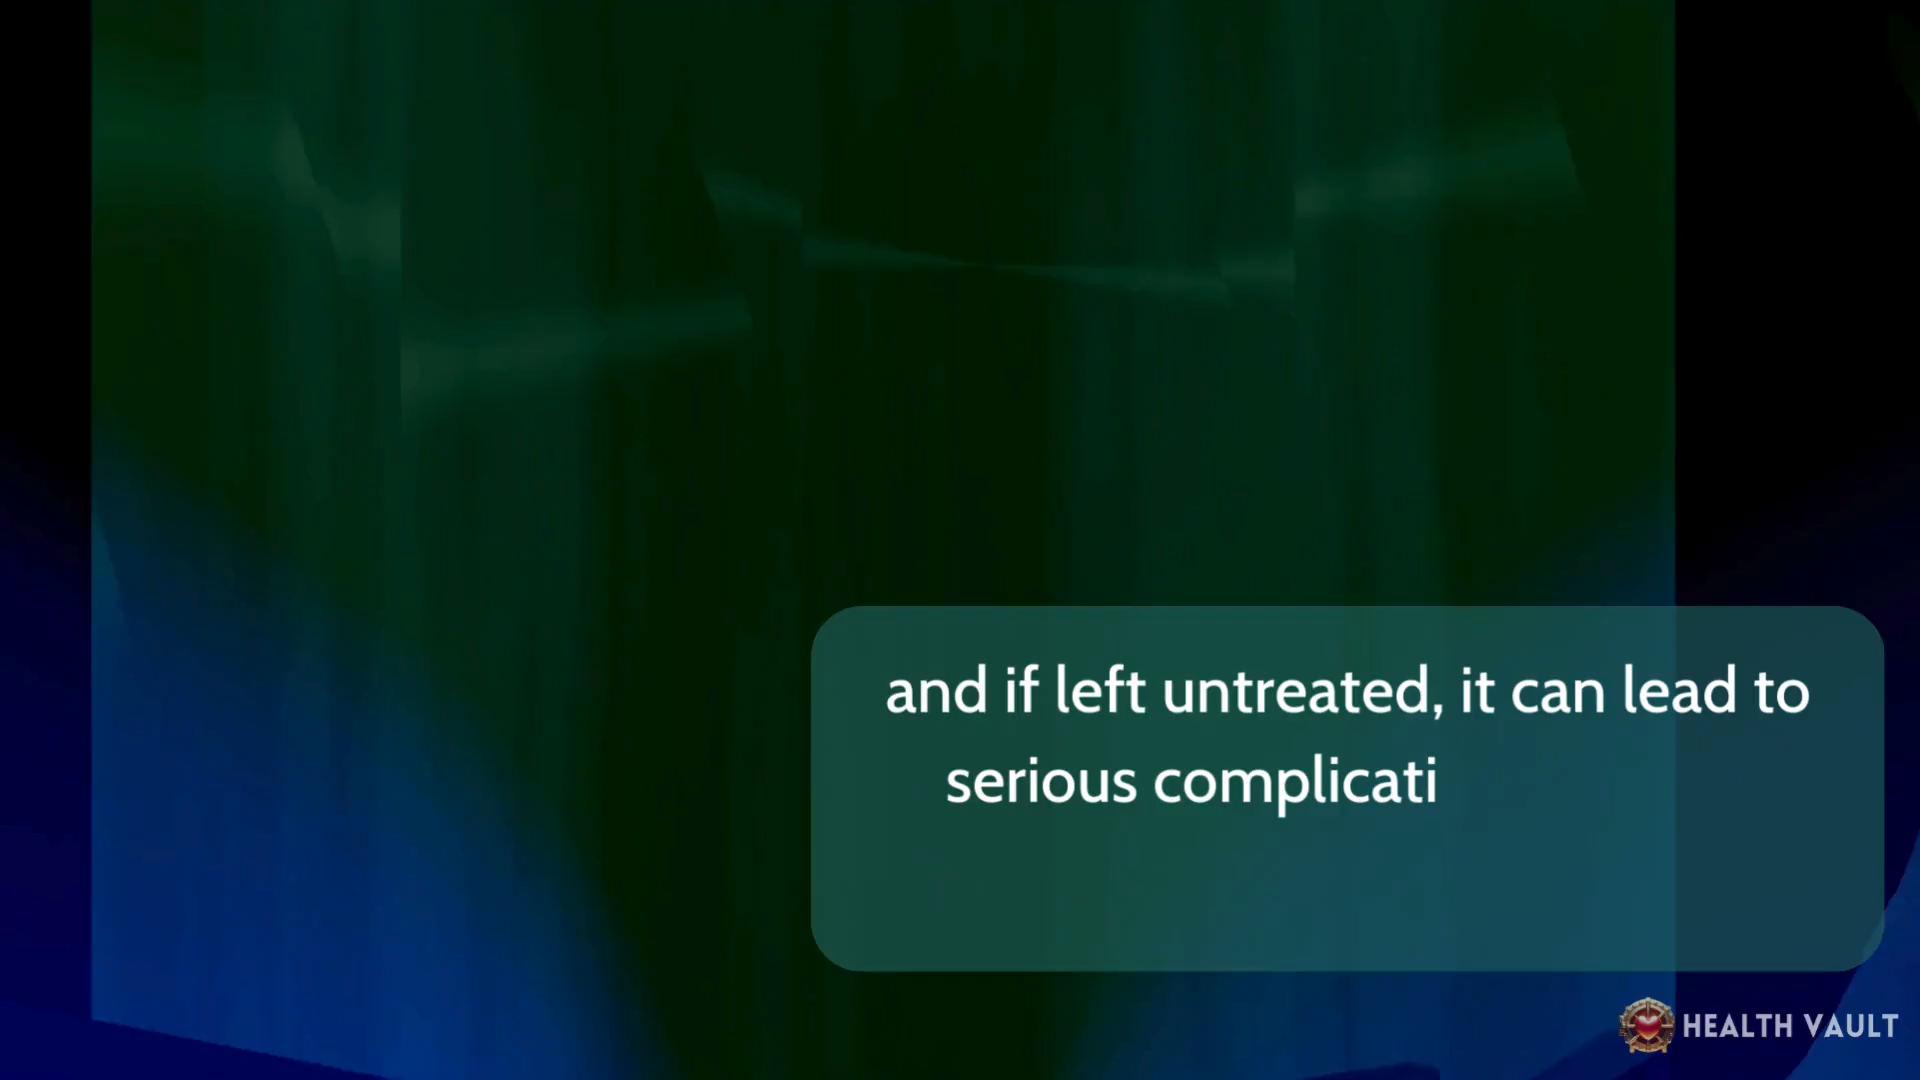 and if left untreated, it can lead to
serious complicati
HEALTH VAULT